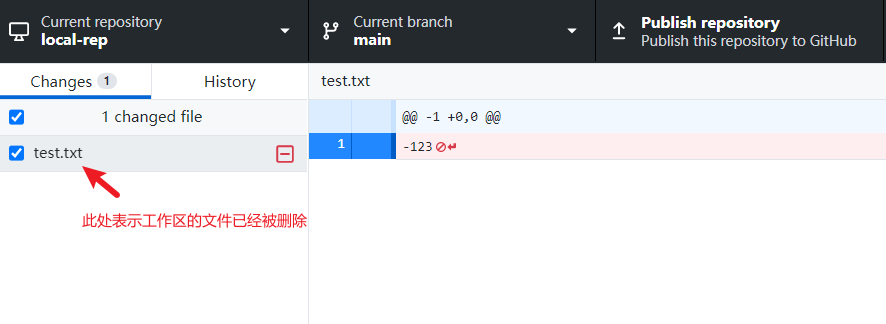 Current repository
local-rep
Current branch
main
Publish repository
Publish this repository to GitHub
Changes 1
History
test.txt
1 changed file
@@ -1 +0,0 @@
test.txt
1 -123
此处表示工作区的文件已经被删除